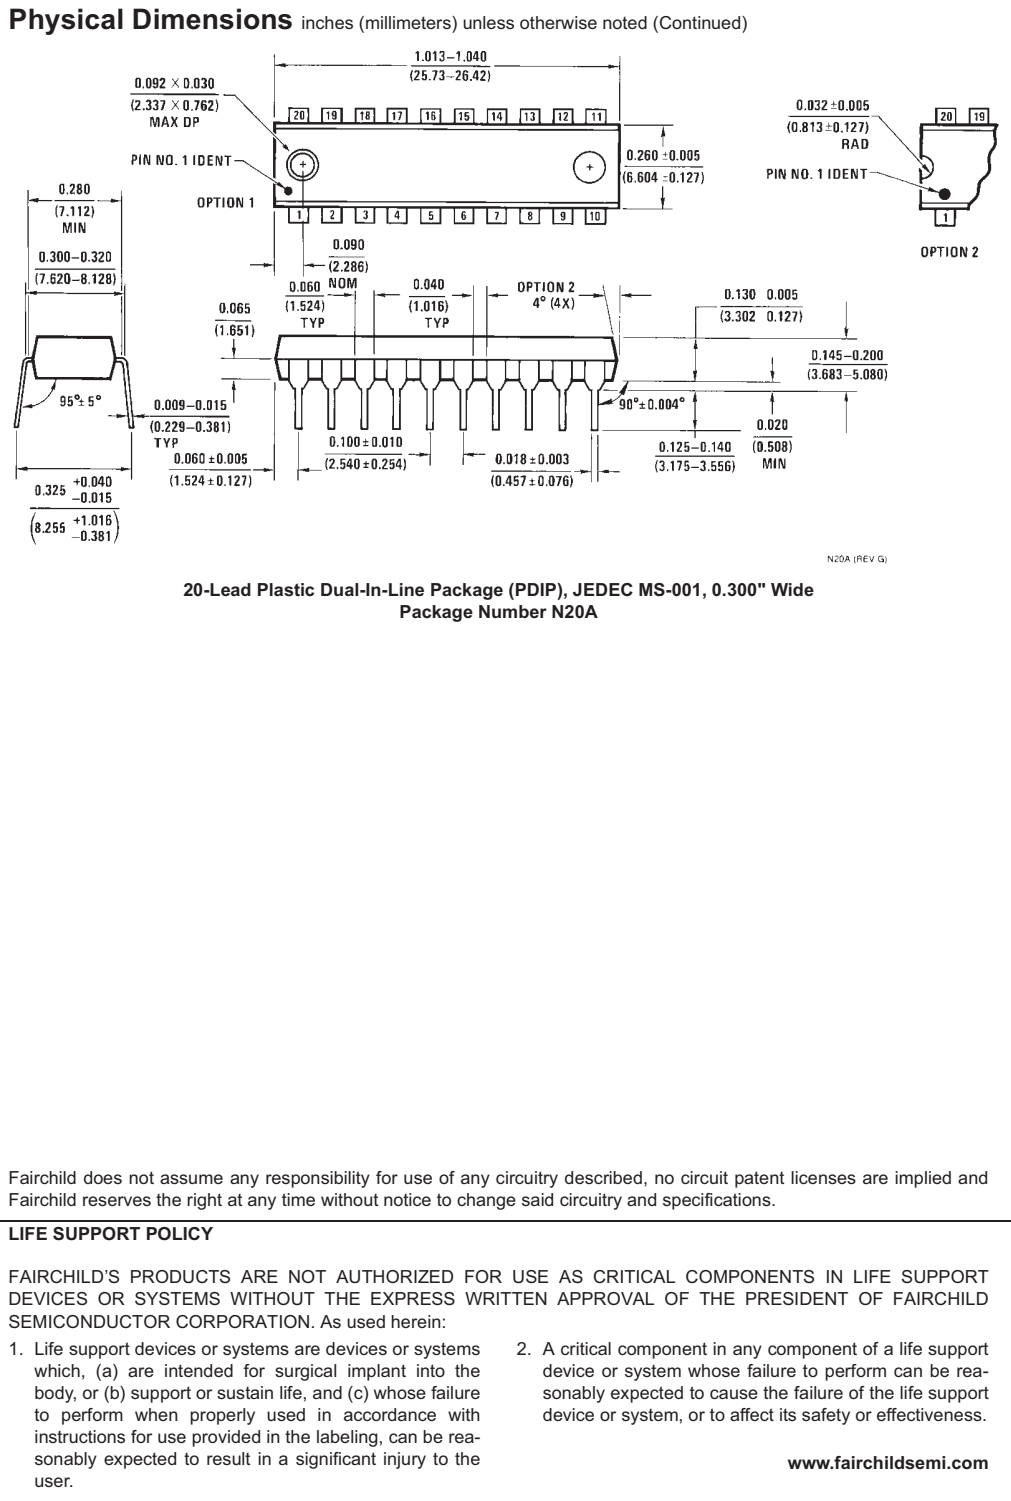 Physical Dimensions inches (millimeters) unless otherwise noted (Continued)
1.013–1.040
(25.73–26.42)
0.092 × 0.030
(2.337 × 0.762)
MAX DP
20 19 18 17 16 15 14 13 12 11
0.032 ±0.005
(0.813 ±0.127)
RAD
20 19
PIN NO. 1 IDENT
0.260 ±0.005
(6.604 ±0.127)
PIN NO. 1 IDENT
OPTION 1
1 2 3 4 5 6 7 8 9 10
1
OPTION 2
0.280
(7.112)
MIN
0.090
(2.286)
NOM
0.300–0.320
(7.620–8.128)
0.060
(1.524)
TYP
0.040
(1.016)
TYP
OPTION 2
4° (4X)
0.130 0.005
(3.302 0.127)
0.065
(1.651)
0.145–0.200
(3.683–5.080)
95°± 5°
0.009–0.015
(0.229–0.381)
TYP
90°±0.004°
0.020
(0.508)
MIN
0.100±0.010
(2.540±0.254)
0.125–0.140
(3.175–3.556)
0.060 ±0.005
(1.524 ±0.127)
0.018 ±0.003
(0.457 ±0.076)
0.325 +0.040
–0.015
(8.255 +1.016
–0.381)
N20A (REV G)
20-Lead Plastic Dual-In-Line Package (PDIP), JEDEC MS-001, 0.300" Wide
Package Number N20A
Fairchild does not assume any responsibility for use of any circuitry described, no circuit patent licenses are implied and
Fairchild reserves the right at any time without notice to change said circuitry and specifications.
LIFE SUPPORT POLICY
FAIRCHILD'S PRODUCTS ARE NOT AUTHORIZED FOR USE AS CRITICAL COMPONENTS IN LIFE SUPPORT
DEVICES OR SYSTEMS WITHOUT THE EXPRESS WRITTEN APPROVAL OF THE PRESIDENT OF FAIRCHILD
SEMICONDUCTOR CORPORATION. As used herein:
1. Life support devices or systems are devices or systems
which, (a) are intended for surgical implant into the
body, or (b) support or sustain life, and (c) whose failure
to perform when properly used in accordance with
instructions for use provided in the labeling, can be rea-
sonably expected to result in a significant injury to the
user.
2. A critical component in any component of a life support
device or system whose failure to perform can be rea-
sonably expected to cause the failure of the life support
device or system, or to affect its safety or effectiveness.
www.fairchildsemi.com